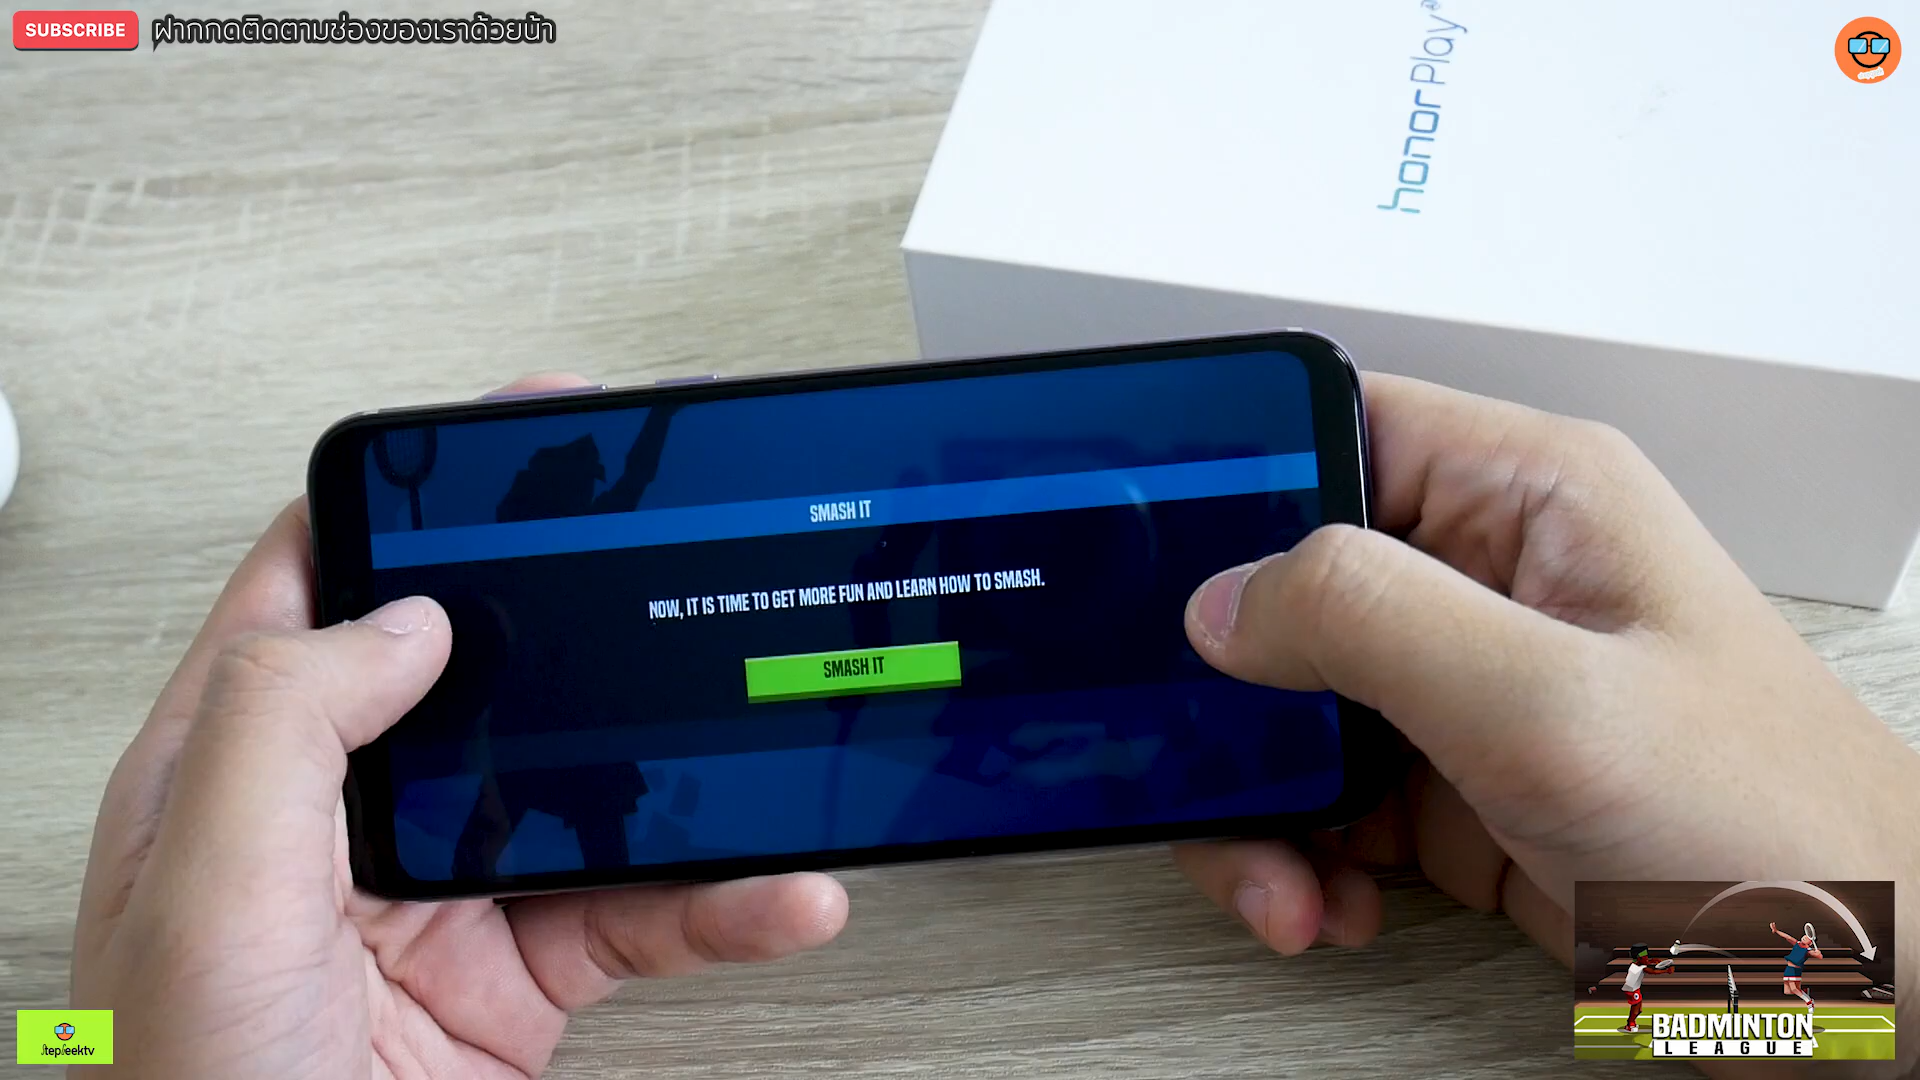 SUBSCRIBE
ฝากกดติดตามช่องของเราด้วยน้า
honor Play
SMASH IT
NOW, IT IS TIME TO GET MORE FUN AND LEARN HOW TO SMASH.
SMASH IT
BADMINTON
LEAGUE
stepseektv